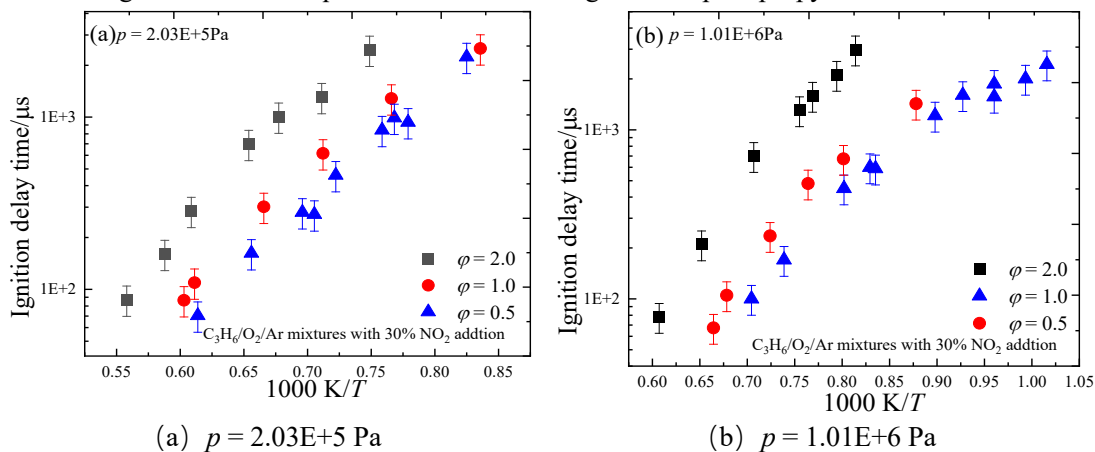 (a) p = 2.03E+5Pa
Ignition delay time/μs
1E+3
1E+2
φ = 2.0
φ = 1.0
φ = 0.5
C3H6/O2/Ar mixtures with 30% NO2 addtion
0.55 0.60 0.65 0.70 0.75 0.80 0.85
1000 K/T
(a) p = 2.03E+5 Pa
(b) p = 1.01E+6Pa
Ignition delay time/μs
1E+3
1E+2
φ = 2.0
φ = 1.0
φ = 0.5
C3H6/O2/Ar mixtures with 30% NO2 addtion
0.60 0.65 0.70 0.75 0.80 0.85 0.90 0.95 1.00 1.05
1000 K/T
(b) p = 1.01E+6 Pa